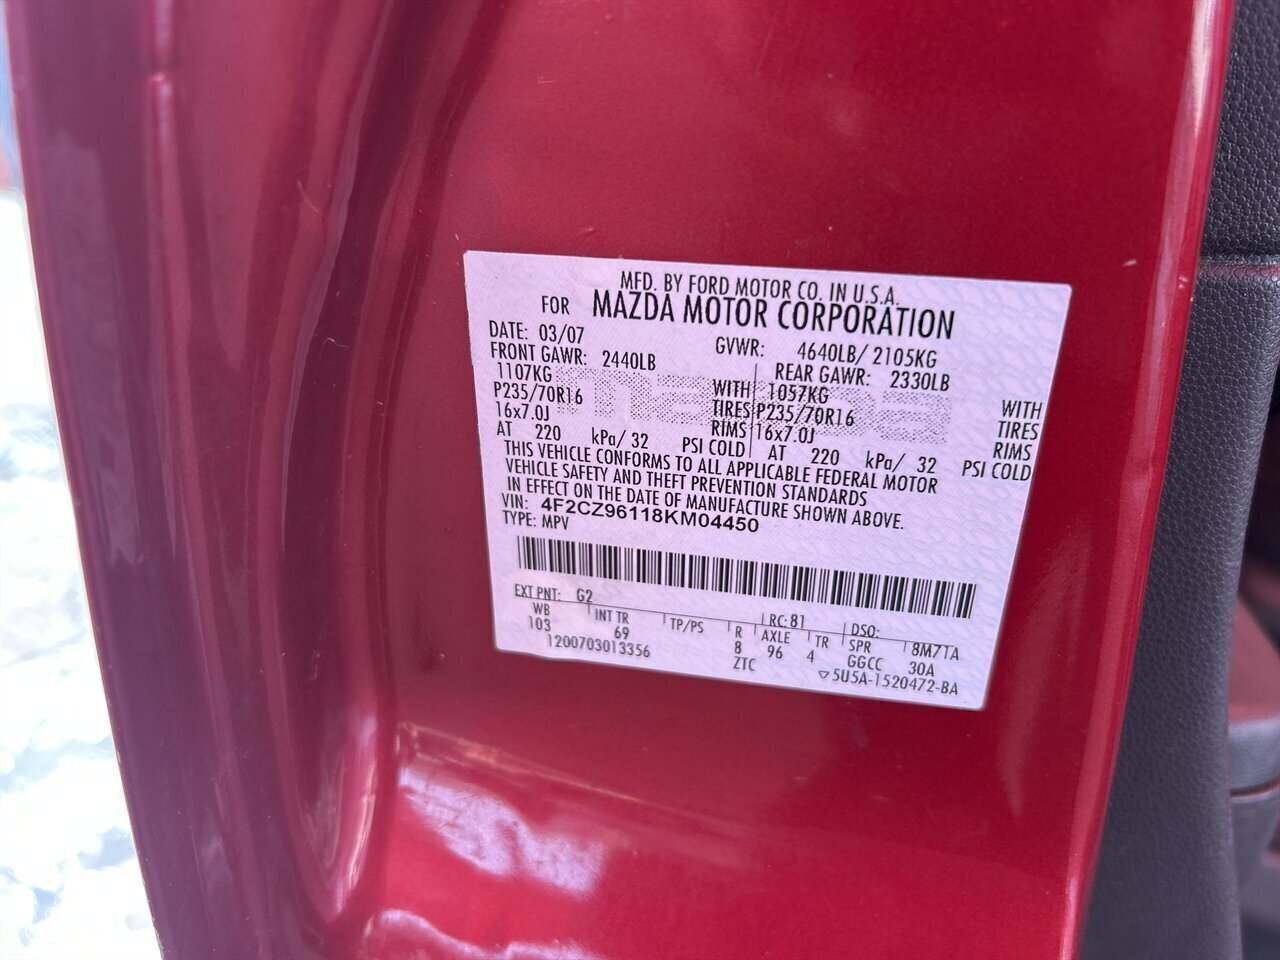 MFD. BY FORD MOTOR CO. IN U.S.A.
FOR MAZDA MOTOR CORPORATION
DATE: 03/07 GVWR: 4640LB/ 2105KG
FRONT GAWR: 2440LB REAR GAWR: 2330LB
1107KG WITH 1057KG WITH
P235/70R16 TIRES P235/70R16 TIRES
16x7.0J RIMS 16x7.0J RIMS
AT 220 kPa/ 32 PSI COLD AT 220 kPa/ 32 PSI COLD
THIS VEHICLE CONFORMS TO ALL APPLICABLE FEDERAL MOTOR
VEHICLE SAFETY AND THEFT PREVENTION STANDARDS
IN EFFECT ON THE DATE OF MANUFACTURE SHOWN ABOVE.
VIN: 4F2CZ96118KM04450
TYPE: MPV
EXT PNT: G2 RC: 81 DSO:
WB INT TR TP/PS R AXLE TR SPR 8M7TA
103 69 8 96 4 GGCC 30A
1200703013356 ZTC ▽5U5A-1520472-BA